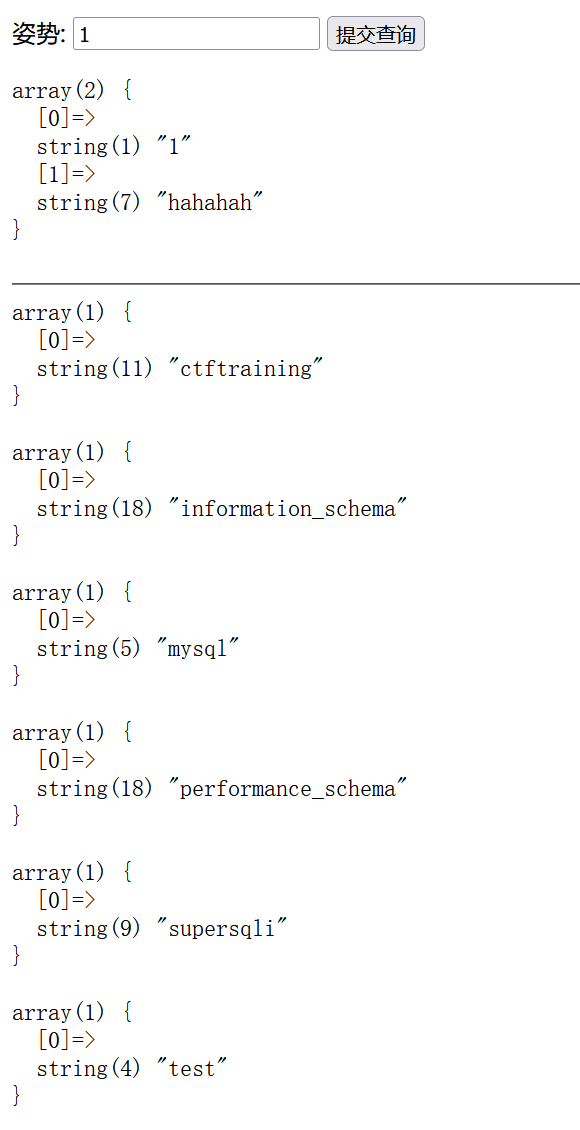 姿势: 1 提交查询
array(2) {
  [0]=>
  string(1) "1"
  [1]=>
  string(7) "hahahah"
}
array(1) {
  [0]=>
  string(11) "ctftraining"
}
array(1) {
  [0]=>
  string(18) "information_schema"
}
array(1) {
  [0]=>
  string(5) "mysql"
}
array(1) {
  [0]=>
  string(18) "performance_schema"
}
array(1) {
  [0]=>
  string(9) "supersqli"
}
array(1) {
  [0]=>
  string(4) "test"
}